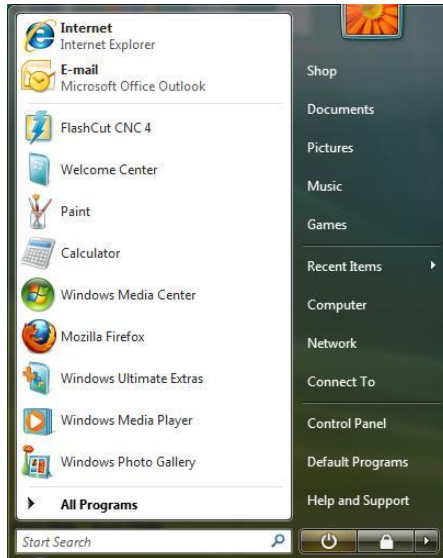 Internet
Internet Explorer
E-mail
Microsoft Office Outlook
FlashCut CNC 4
Welcome Center
Paint
Calculator
Windows Media Center
Mozilla Firefox
Windows Ultimate Extras
Windows Media Player
Windows Photo Gallery
All Programs
Start Search
Shop
Documents
Pictures
Music
Games
Recent Items
Computer
Network
Connect To
Control Panel
Default Programs
Help and Support